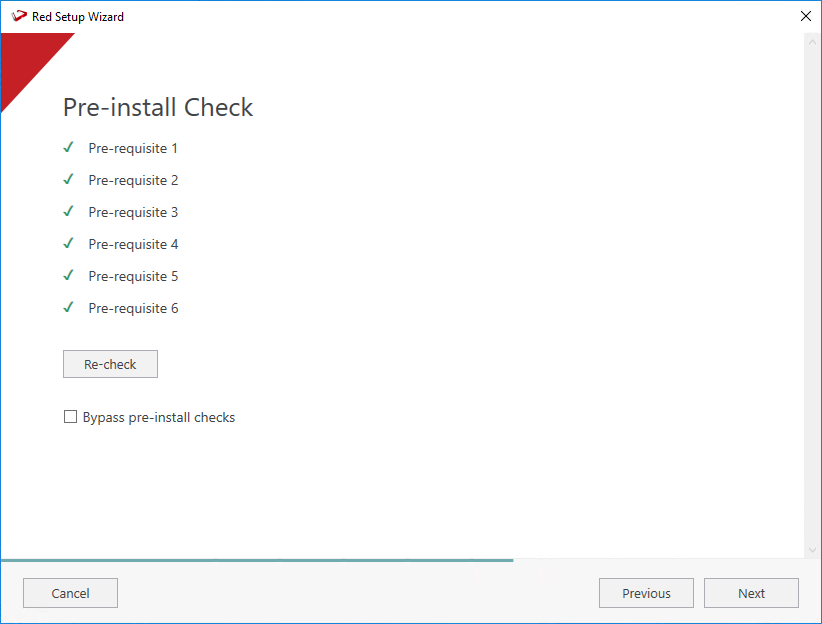 Red Setup Wizard
Pre-install Check
Pre-requisite 1
Pre-requisite 2
Pre-requisite 3
Pre-requisite 4
Pre-requisite 5
Pre-requisite 6
Re-check
Bypass pre-install checks
Cancel Previous Next